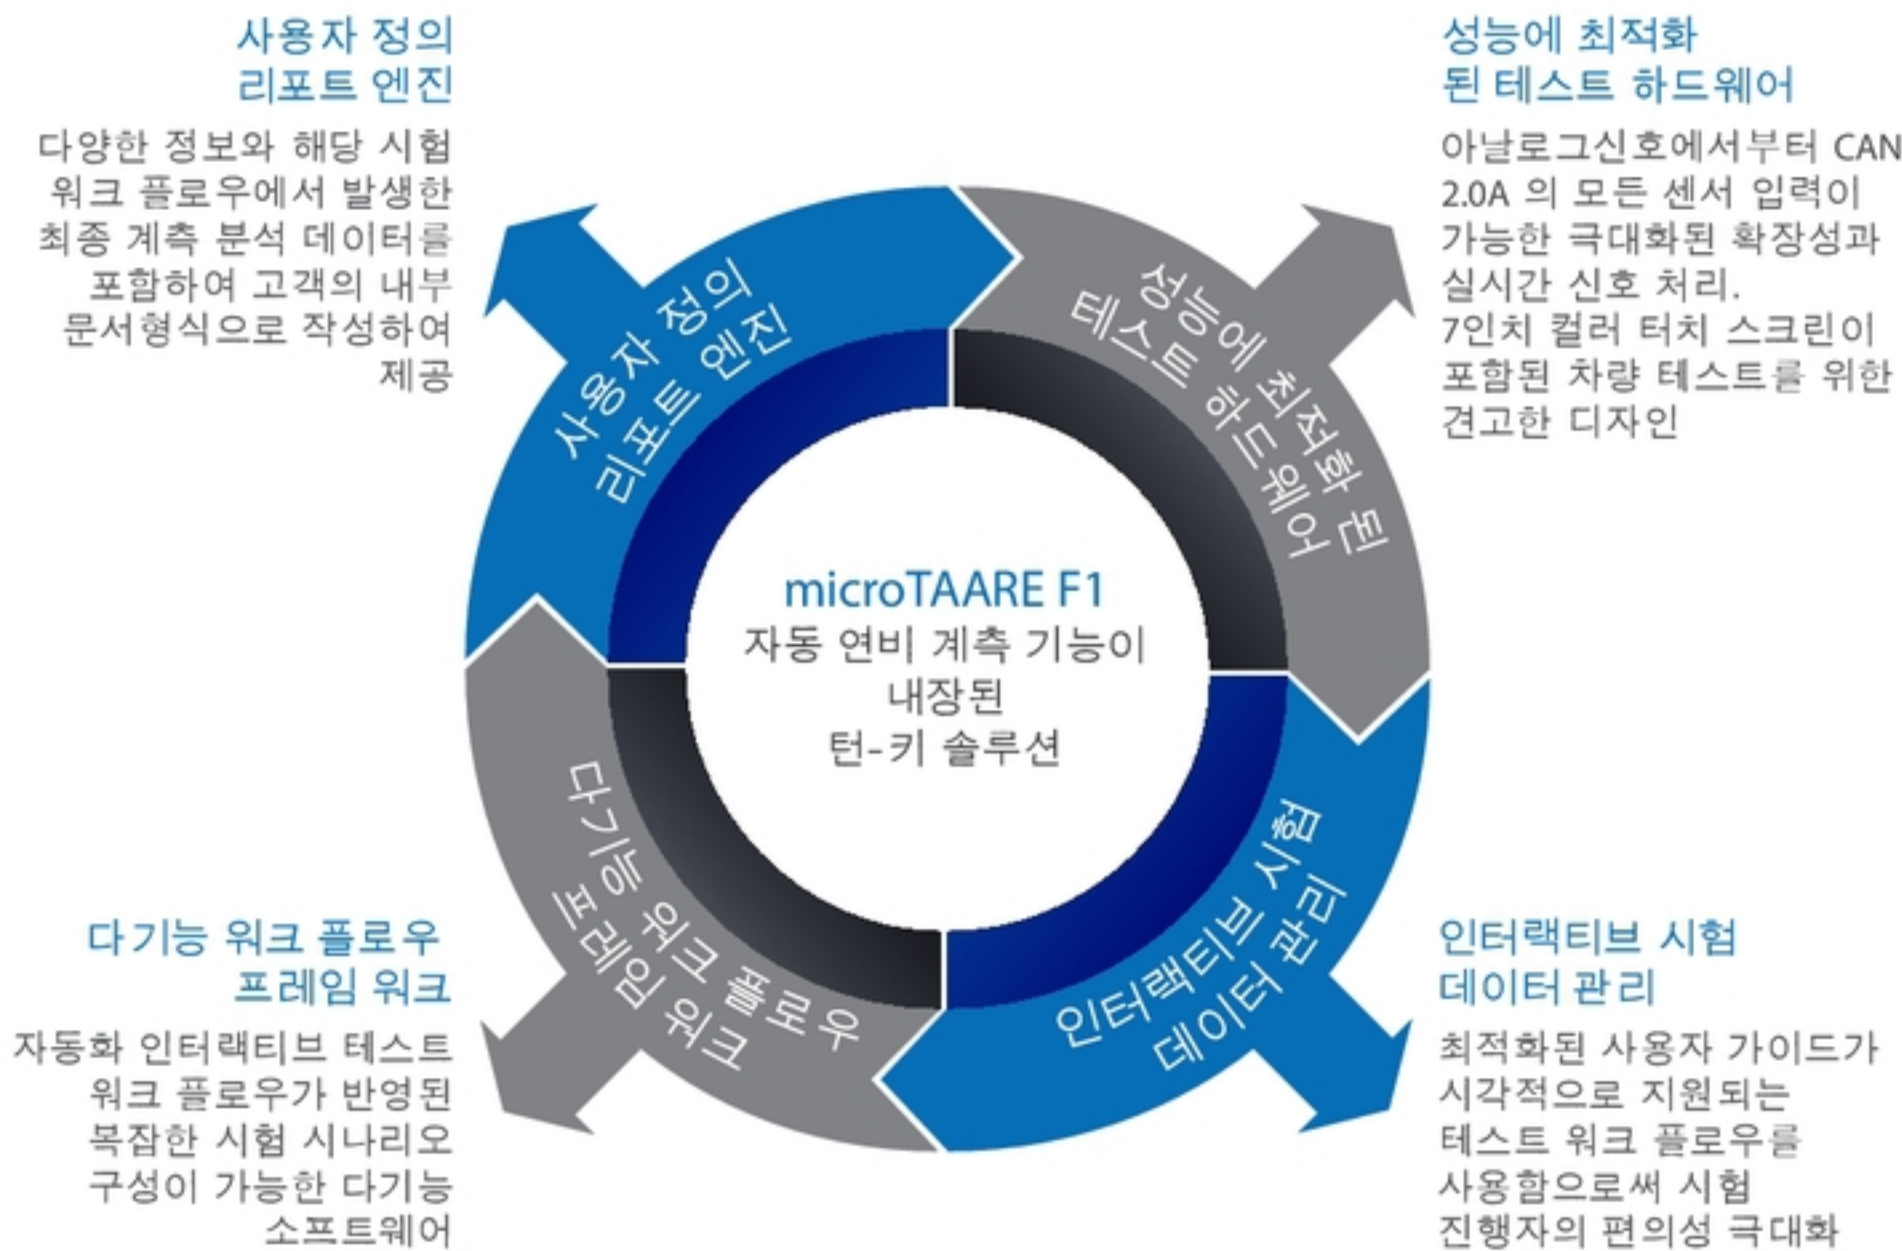 사용자 정의
리포트 엔진
다양한 정보와 해당 시험
워크 플로우에서 발생한
최종 계측 분석 데이터를
포함하여 고객의 내부
문서형식으로 작성하여
제공
성능에 최적화
된 테스트 하드웨어
아날로그신호에서부터 CAN
2.0A 의 모든 센서 입력이
가능한 극대화된 확장성과
실시간 신호 처리.
7인치 컬러 터치 스크린이
포함된 차량 테스트를 위한
견고한 디자인
사용자 정의
리포트 엔진
성능에 최적화 된
테스트 하드웨어
microTAARE F1
자동 연비 계측 기능이
내장된
턴-키 솔루션
다기능 워크 플로우
프레임 워크
인터랙티브 시험
데이터 관리
다기능 워크 플로우
프레임 워크
자동화 인터랙티브 테스트
워크 플로우가 반영된
복잡한 시험 시나리오
구성이 가능한 다기능
소프트웨어
인터랙티브 시험
데이터 관리
최적화된 사용자 가이드가
시각적으로 지원되는
테스트 워크 플로우를
사용함으로써 시험
진행자의 편의성 극대화